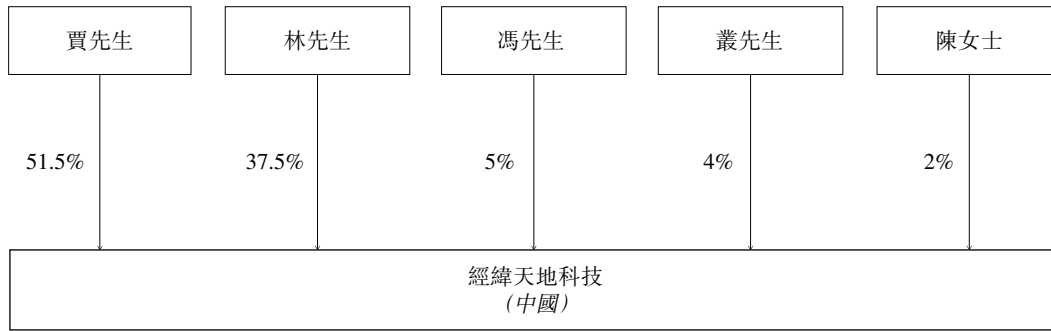 賈先生
林先生
馮先生
叢先生
陳女士
51.5%
37.5%
5%
4%
2%
經緯天地科技
（中國）